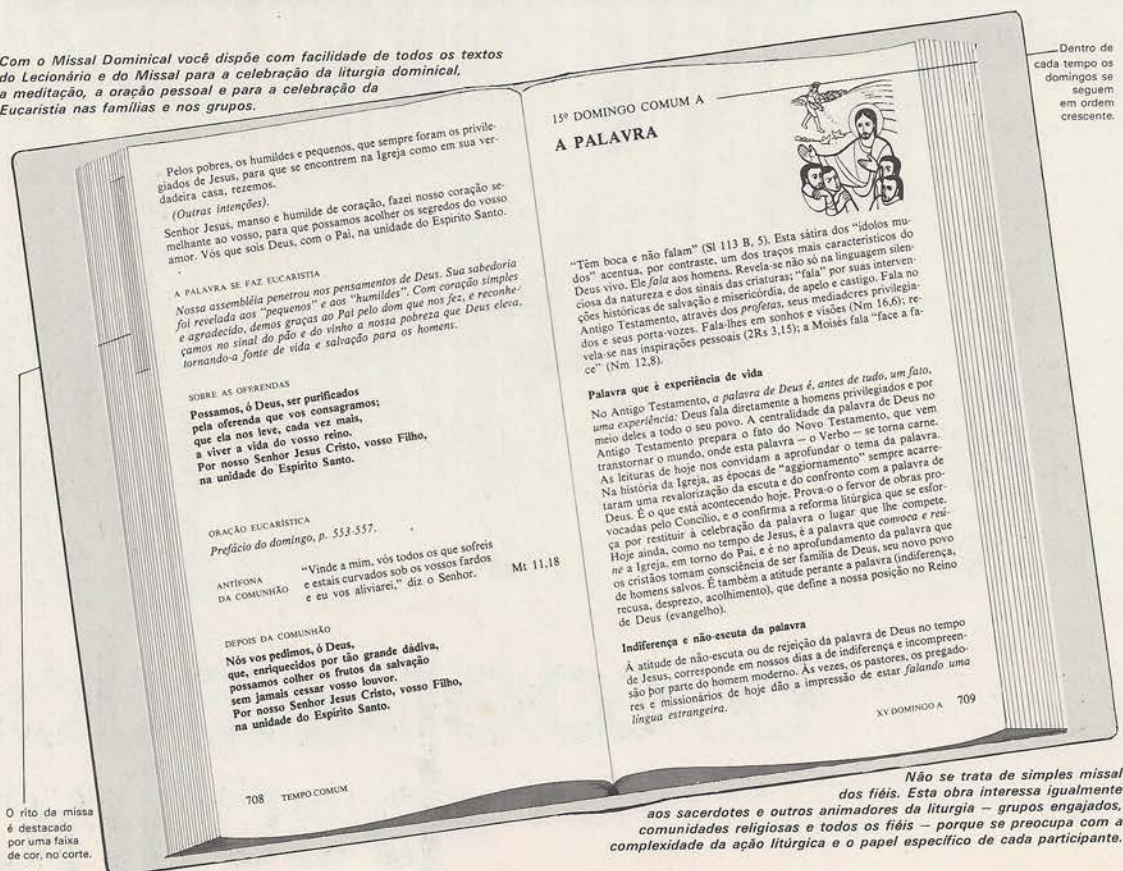 Com o Missal Dominical você dispõe com facilidade de todos os textos
do Lecionário e do Missal para a celebração da liturgia dominical,
a meditação, a oração pessoal e para a celebração da
Eucaristia nas famílias e nos grupos.
Dentro de
cada tempo os
domingos se
seguem
em ordem
crescente.
Pelos pobres, os humildes e pequenos, que sempre foram os privile-
giados de Jesus, para que se encontrem na Igreja como em sua ver-
dadeira casa, rezemos.
(Outras intenções).
Senhor Jesus, manso e humilde de coração, fazei nosso coração se-
melhante ao vosso, para que possamos acolher os segredos do vosso
amor. Vós que sois Deus, com o Pai, na unidade do Espírito Santo.
A PALAVRA SE FAZ EUCARISTIA
Nossa assembléia penetrou nos pensamentos de Deus. Sua sabedoria
foi revelada aos "pequenos" e aos "humildes". Com coração simples
e agradecido, demos graças ao Pai pelo dom que nos fez, e reconhe-
çamos no sinal do pão e do vinho a nossa pobreza que Deus eleva,
tornando-a fonte de vida e salvação para os homens.
SOBRE AS OFERENDAS
Possamos, ó Deus, ser purificados
pela oferenda que vos consagramos;
que ela nos leve, cada vez mais,
a viver a vida do vosso reino.
Por nosso Senhor Jesus Cristo, vosso Filho,
na unidade do Espírito Santo.
ORAÇÃO EUCARÍSTICA
Prefácio do domingo, p. 553-557.
ANTÍFONA
DA COMUNHÃO
"Vinde a mim, vós todos os que sofreis
e estais curvados sob os vossos fardos
e eu vos aliviarei," diz o Senhor.
Mt 11,18
DEPOIS DA COMUNHÃO
Nós vos pedimos, ó Deus,
que, enriquecidos por tão grande dádiva,
possamos colher os frutos da salvação
sem jamais cessar vosso louvor.
Por nosso Senhor Jesus Cristo, vosso Filho,
na unidade do Espírito Santo.
708 TEMPO COMUM
15º DOMINGO COMUM A
A PALAVRA
"Têm boca e não falam" (Sl 113 B, 5). Esta sátira dos "ídolos mu-
dos" acentua, por contraste, um dos traços mais característicos do
Deus vivo. Ele fala aos homens. Revela-se não só na linguagem silen-
ciosa da natureza e dos sinais das criaturas; "fala" por suas interven-
ções históricas de salvação e misericórdia, de apelo e castigo. Fala no
Antigo Testamento, através dos profetas, seus mediadores privilegia-
dos e seus porta-vozes. Fala-lhes em sonhos e visões (Nm 16,6); re-
vela-se nas inspirações pessoais (2Rs 3,15); a Moisés fala "face a fa-
ce" (Nm 12,8).
Palavra que é experiência de vida
No Antigo Testamento, a palavra de Deus é, antes de tudo, um fato,
uma experiência: Deus fala diretamente a homens privilegiados e por
meio deles a todo o seu povo. A centralidade da palavra de Deus no
Antigo Testamento prepara o fato do Novo Testamento, que vem
transtornar o mundo, onde esta palavra — o Verbo — se torna carne.
As leituras de hoje nos convidam a aprofundar o tema da palavra.
Na história da Igreja, as épocas de "aggiornamento" sempre acarre-
taram uma revalorização da escuta e do confronto com a palavra de
Deus. É o que está acontecendo hoje. Prova-o o fervor de obras pro-
vocadas pelo Concílio, e o confirma a reforma litúrgica que se esfor-
ça por restituir à celebração da palavra o lugar que lhe compete.
Hoje ainda, como no tempo de Jesus, é a palavra que convoca e reú-
ne a Igreja, em torno do Pai, e é no aprofundamento da palavra que
os cristãos tomam consciência de ser família de Deus, seu novo povo
de homens salvos. É também a atitude perante a palavra (indiferença,
recusa, desprezo, acolhimento), que define a nossa posição no Reino
de Deus (evangelho).
Indiferença e não-escuta da palavra
À atitude de não-escuta ou de rejeição da palavra de Deus no tempo
de Jesus, corresponde em nossos dias a de indiferença e incompreen-
são por parte do homem moderno. Às vezes, os pastores, os pregado-
res e missionários de hoje dão a impressão de estar falando uma
língua estrangeira.
XV DOMINGO A 709
O rito da missa
é destacado
por uma faixa
de cor, no corte.
Não se trata de simples missal
dos fiéis. Esta obra interessa igualmente
aos sacerdotes e outros animadores da liturgia — grupos engajados,
comunidades religiosas e todos os fiéis — porque se preocupa com a
complexidade da ação litúrgica e o papel específico de cada participante.